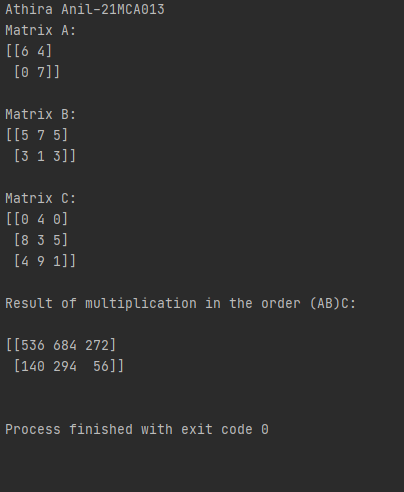 Athira Anil-21MCA013
Matrix A:
[[6 4]
 [0 7]]
Matrix B:
[[5 7 5]
 [3 1 3]]
Matrix C:
[[0 4 0]
 [8 3 5]
 [4 9 1]]
Result of multiplication in the order (AB)C:
[[536 684 272]
 [140 294  56]]
Process finished with exit code 0